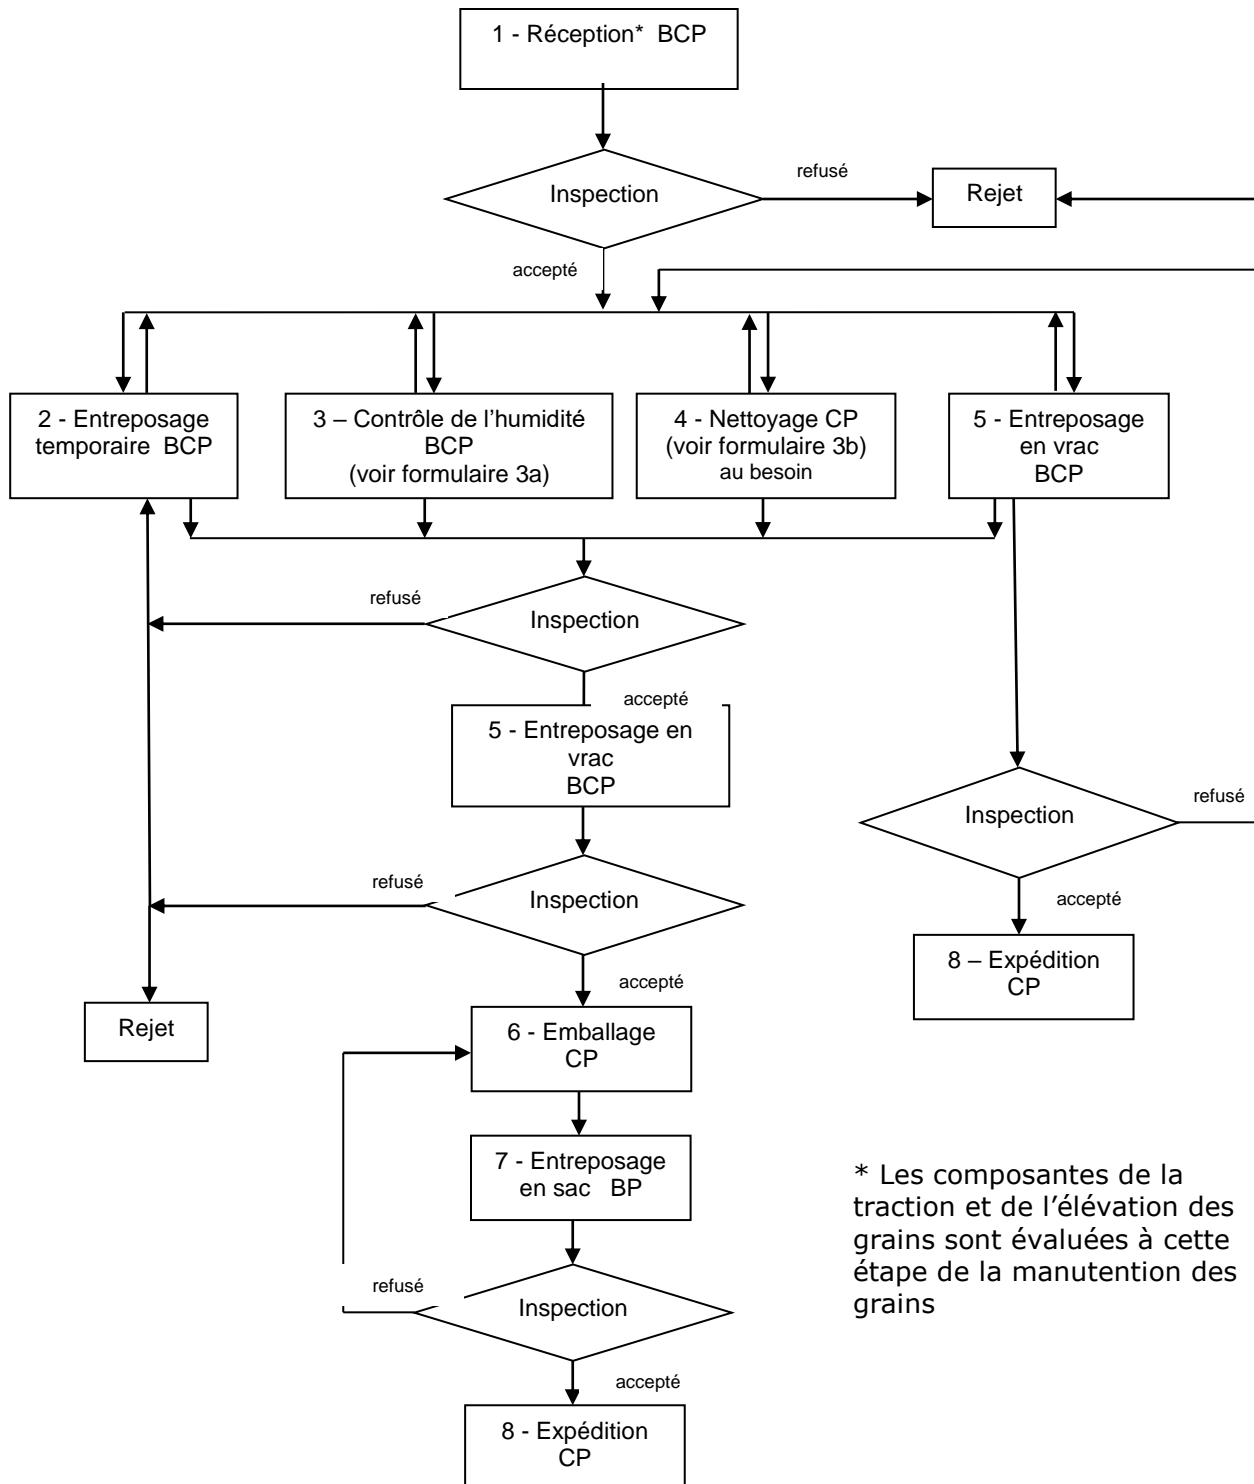 1 - Réception*  BCP
Inspection
refusé
Rejet
accepté
2 - Entreposage
temporaire  BCP
3 – Contrôle de l'humidité
BCP
(voir formulaire 3a)
4 - Nettoyage CP
(voir formulaire 3b)
au besoin
5 - Entreposage
en vrac
BCP
refusé
Inspection
accepté
5 - Entreposage en
vrac
BCP
Inspection
refusé
refusé
Inspection
accepté
accepté
8 – Expédition
CP
Rejet
6 - Emballage
CP
7 - Entreposage
en sac   BP
* Les composantes de la
traction et de l'élévation des
grains sont évaluées à cette
étape de la manutention des
grains
refusé
Inspection
accepté
8 - Expédition
CP